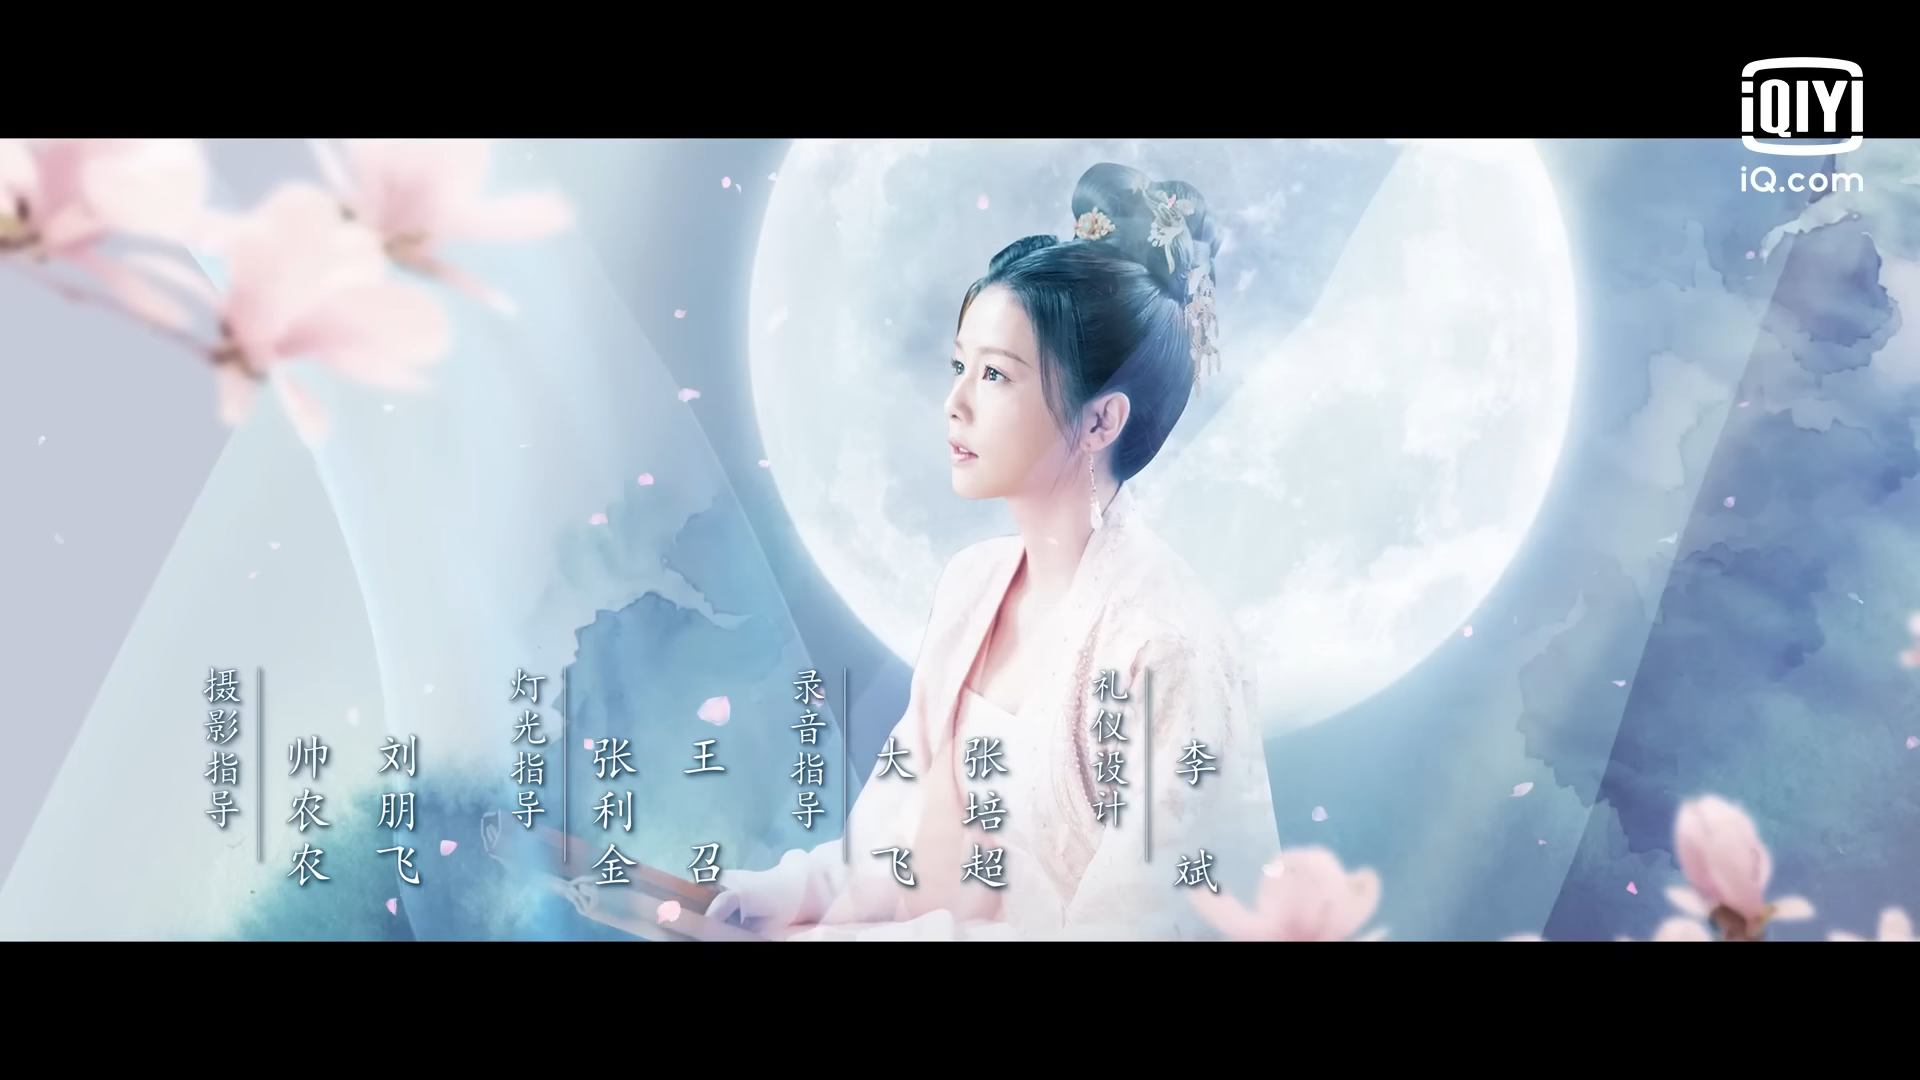 iQIYI
iQ.com
摄影指导
帅农农
刘朋飞
灯光指导
张利金
王召
录音指导
大飞
张培超
礼仪设计
李斌